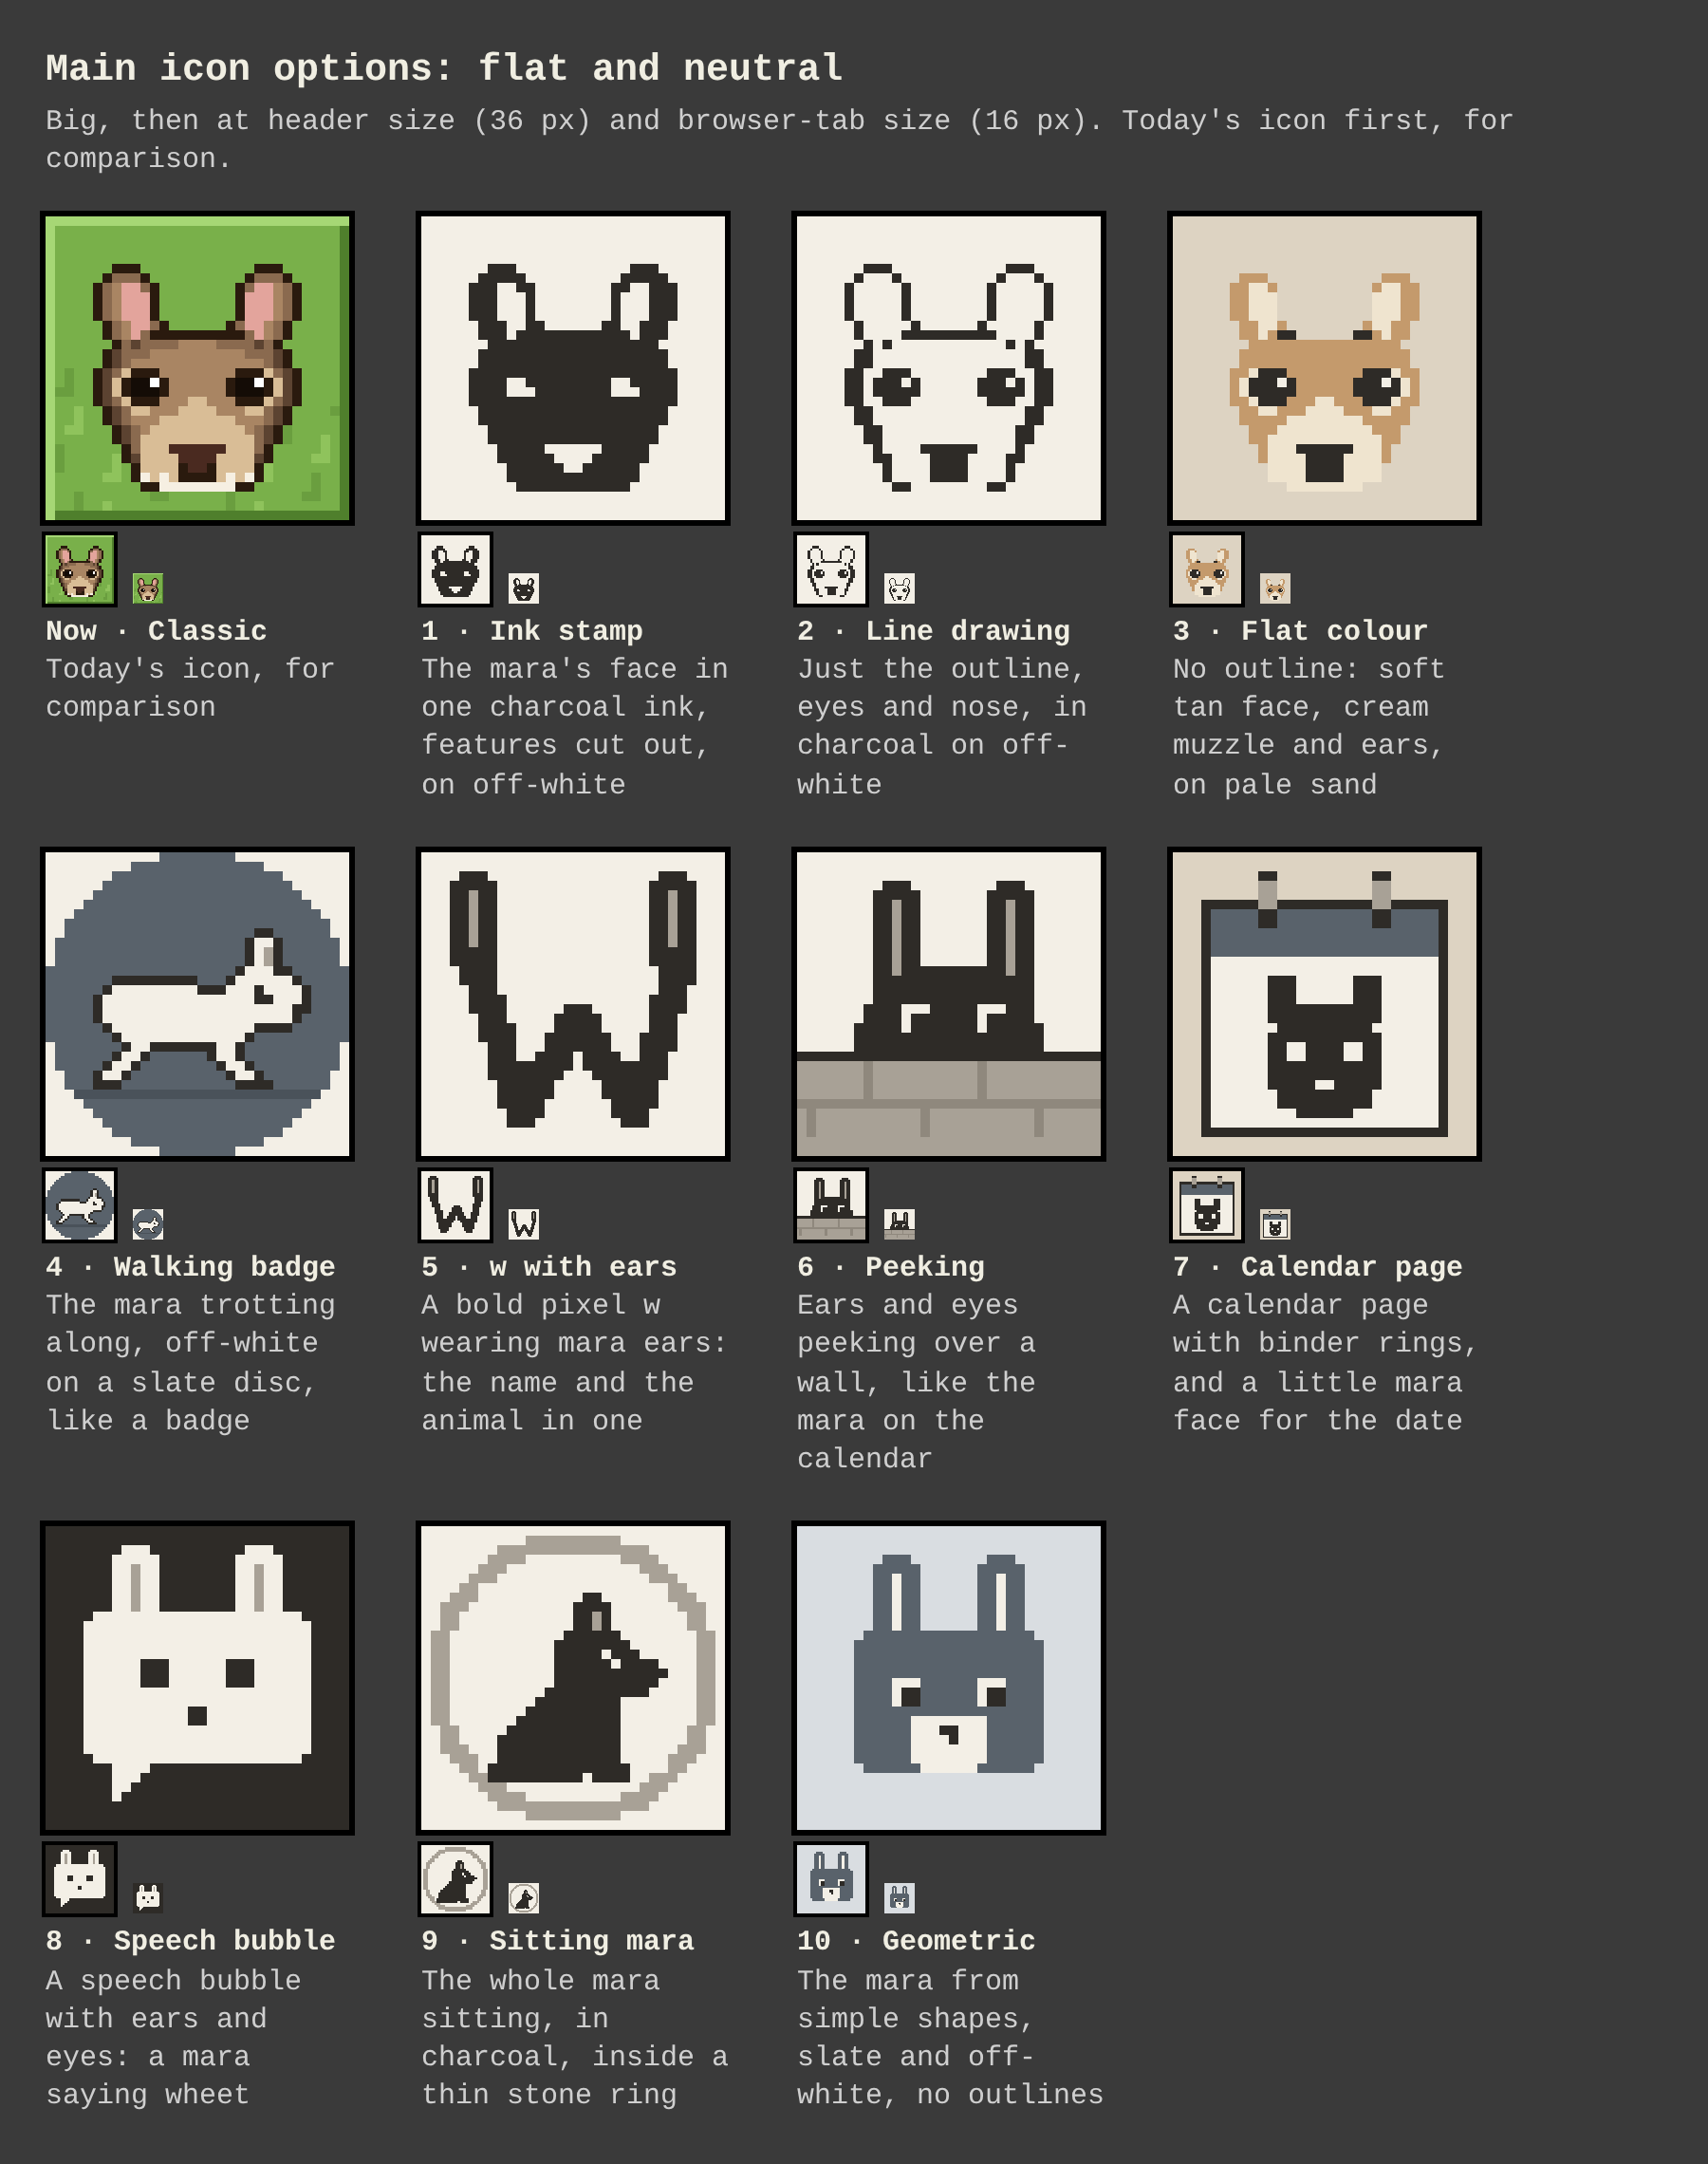 Main icon options: flat and neutral
Big, then at header size (36 px) and browser-tab size (16 px). Today's icon first, for
comparison.
Now · Classic
Today's icon, for
comparison
1 · Ink stamp
The mara's face in
one charcoal ink,
features cut out,
on off-white
2 · Line drawing
Just the outline,
eyes and nose, in
charcoal on off-
white
3 · Flat colour
No outline: soft
tan face, cream
muzzle and ears,
on pale sand
4 · Walking badge
The mara trotting
along, off-white
on a slate disc,
like a badge
5 · w with ears
A bold pixel w
wearing mara ears:
the name and the
animal in one
6 · Peeking
Ears and eyes
peeking over a
wall, like the
mara on the
calendar
7 · Calendar page
A calendar page
with binder rings,
and a little mara
face for the date
8 · Speech bubble
A speech bubble
with ears and
eyes: a mara
saying wheet
9 · Sitting mara
The whole mara
sitting, in
charcoal, inside a
thin stone ring
10 · Geometric
The mara from
simple shapes,
slate and off-
white, no outlines